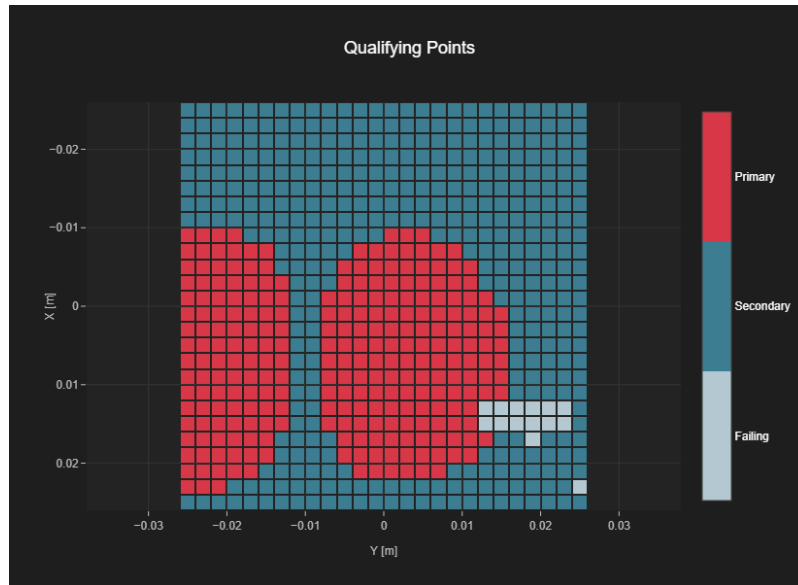 Qualifying Points
−0.02
−0.01
0
0.01
0.02
X [m]
−0.03
−0.02
−0.01
0
0.01
0.02
0.03
Y [m]
Primary
Secondary
Failing